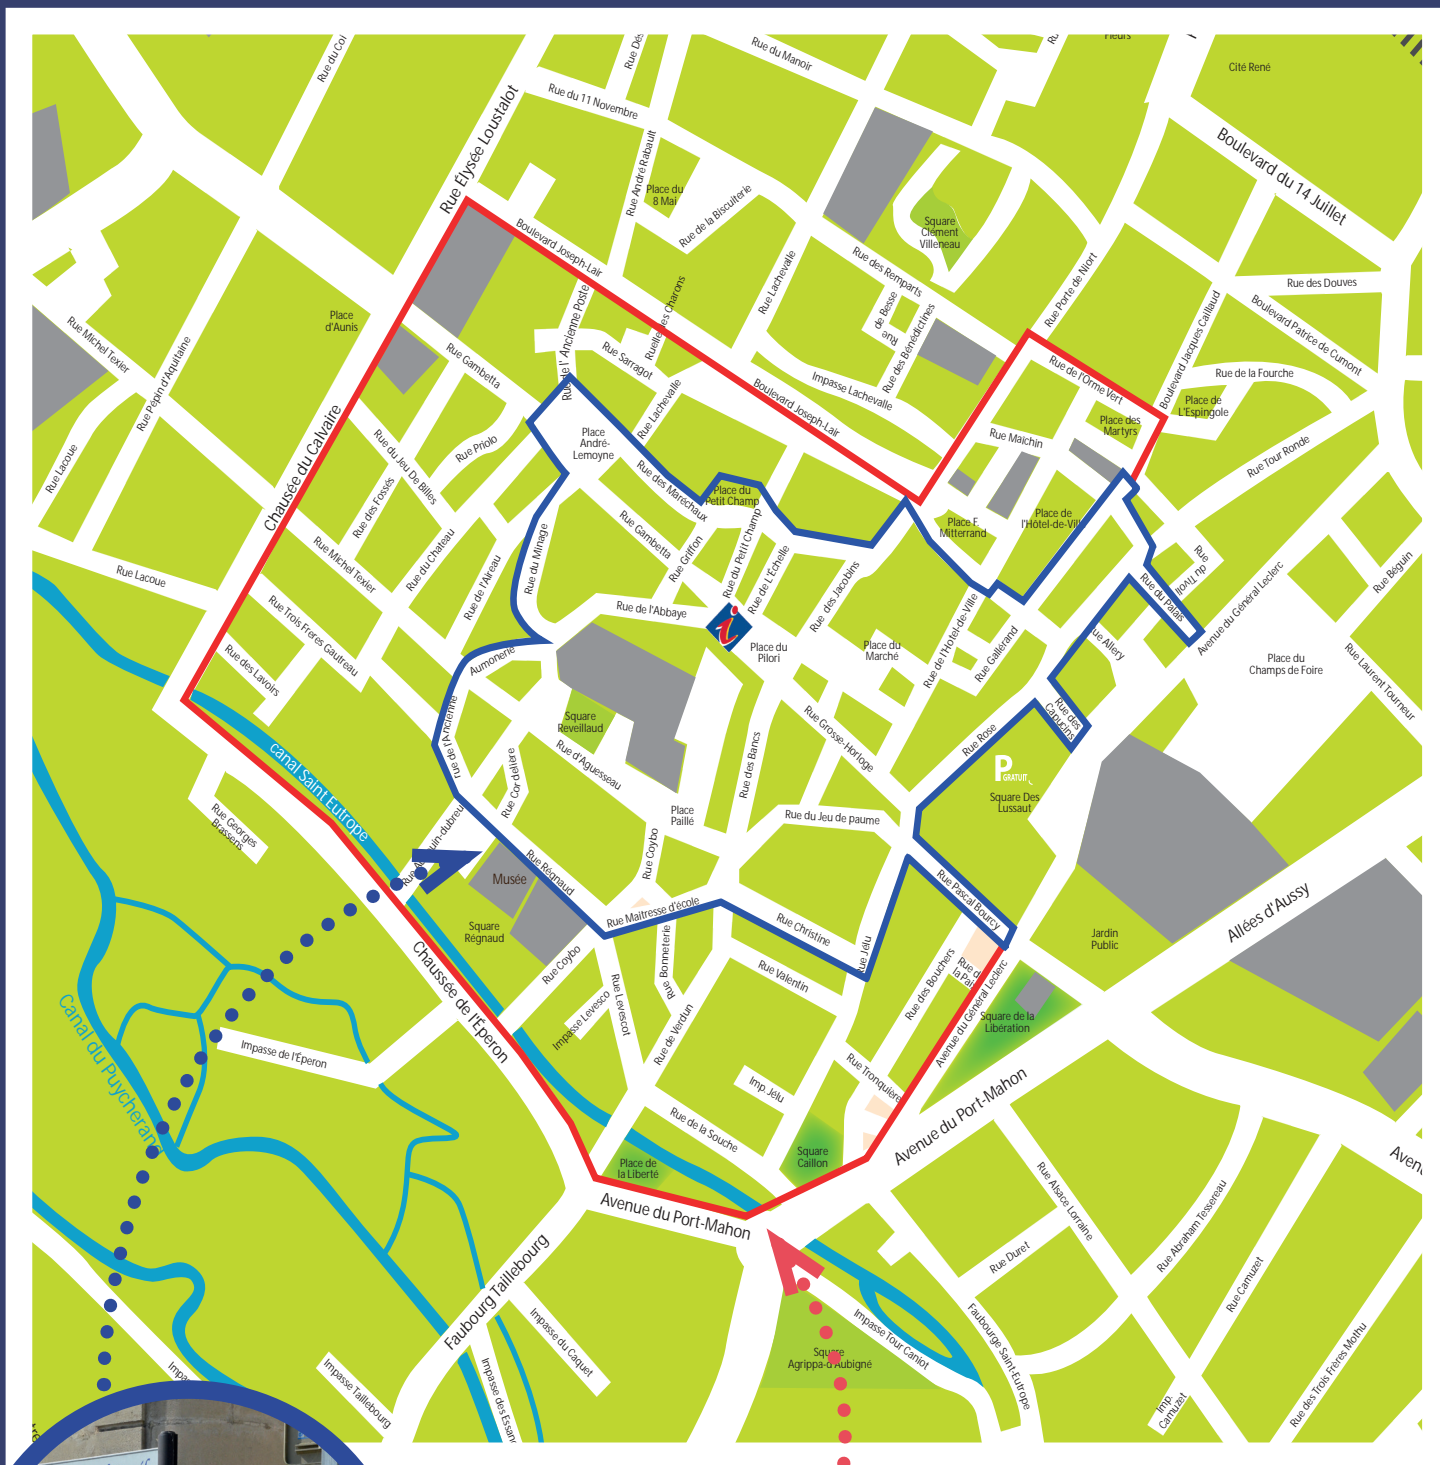 Rue du Manoir
Fleurs
Cité René
Rue du 11 Novembre
Rue Élysée Loustalot
Boulevard du 14 Juillet
Rue André Rabault
Place du
8 Mai
Rue de la Biscuiterie
Square
Clément
Villeneau
Boulevard Joseph-Lair
Rue des Remparts
Rue Lachevalle
Rue Porte de Niort
Rue des Douves
Rue de Besse
Rue des Bénédictines
Boulevard Jacques Caillaud
Boulevard Patrice de Cumont
Place
d'Aunis
Rue Michel Texier
Rue Pépin d'Aquitaine
Rue Gambetta
Rue de l' Ancienne Poste
Rue Sarragot
Rue Lachevalle
Impasse Lachevalle
Boulevard Joseph-Lair
Rue de l'Orme Vert
Rue de la Fourche
Place de
L'Espingole
Place des
Martyrs
Rue Maichin
Rue Tour Ronde
Chausée du Calvaire
Rue Lacoue
Rue du Jeu De Billes
Rue Priolo
Place
André-
Lemoyne
Rue des Maréchaux
Place du
Petit Champ
Rue des Fossés
Rue Michel Texier
Rue du Chateau
Rue de l'Aireau
Rue du Minage
Rue Gambetta
Rue Griffon
Rue du Petit Champ
Rue de L'Échelle
Rue des Jacobins
Place F.
Mitterrand
Place de
l'Hôtel-de-Vill
Rue
du Tivoli
Rue du Palais
Avenue du Général Leclerc
Rue Béguin
Rue Lacoue
Rue Trois Freres Gautreau
Rue des Lavoirs
Rue de l'Abbaye
i
Place du
Pilori
Place du
Marché
Rue de l'Hotel-de-Ville
Rue Gallérand
Rue Allery
Place du
Champs de Foire
Rue Laurent Tourneur
Aumonerie
rue de l'Ancienne
Square
Reveillaud
Rue d'Aguesseau
Rue Cordeliere
Rue des Bancs
Rue Grosse-Horloge
Rue Rose
Rue des
Capucins
P
GRATUIT
Square Des
Lussaut
canal Saint Eutrope
Rue Georges
Brassens
Place
Paillé
Rue du Jeu de paume
Musée
Rue Régnaud
Rue Coybo
Rue Pascal Bourcy
Square
Régnaud
Rue Maitresse d'école
Rue Christine
Rue Jélu
Jardin
Public
Allées d'Aussy
Chaussée de l'Éperon
Rue Coybo
Rue Bonneterie
Rue Valentin
Rue des Bouchers
Avenue du Général Leclerc
Square de la
Libération
Canal du Puycherand
Impasse de l'Éperon
Impasse Levesco
Rue Levescot
Rue de Verdun
Imp. Jélu
Rue Tronquière
Rue de la Souche
Place de
la Liberté
Square
Caillon
Avenue du Port-Mahon
Avenue du Port-Mahon
Rue Alsace Lorraine
Rue Abraham Tessereau
Rue Duret
Rue Camuzet
Faubourg Taillebourg
Impasse du Caquet
Impasse Taillebourg
Square
Agrippa-d'Aubigné
Impasse Tour Caniot
Faubourge Saint-Eutrope
Imp.
Camuzet
Rue des Trois Frères Mothu